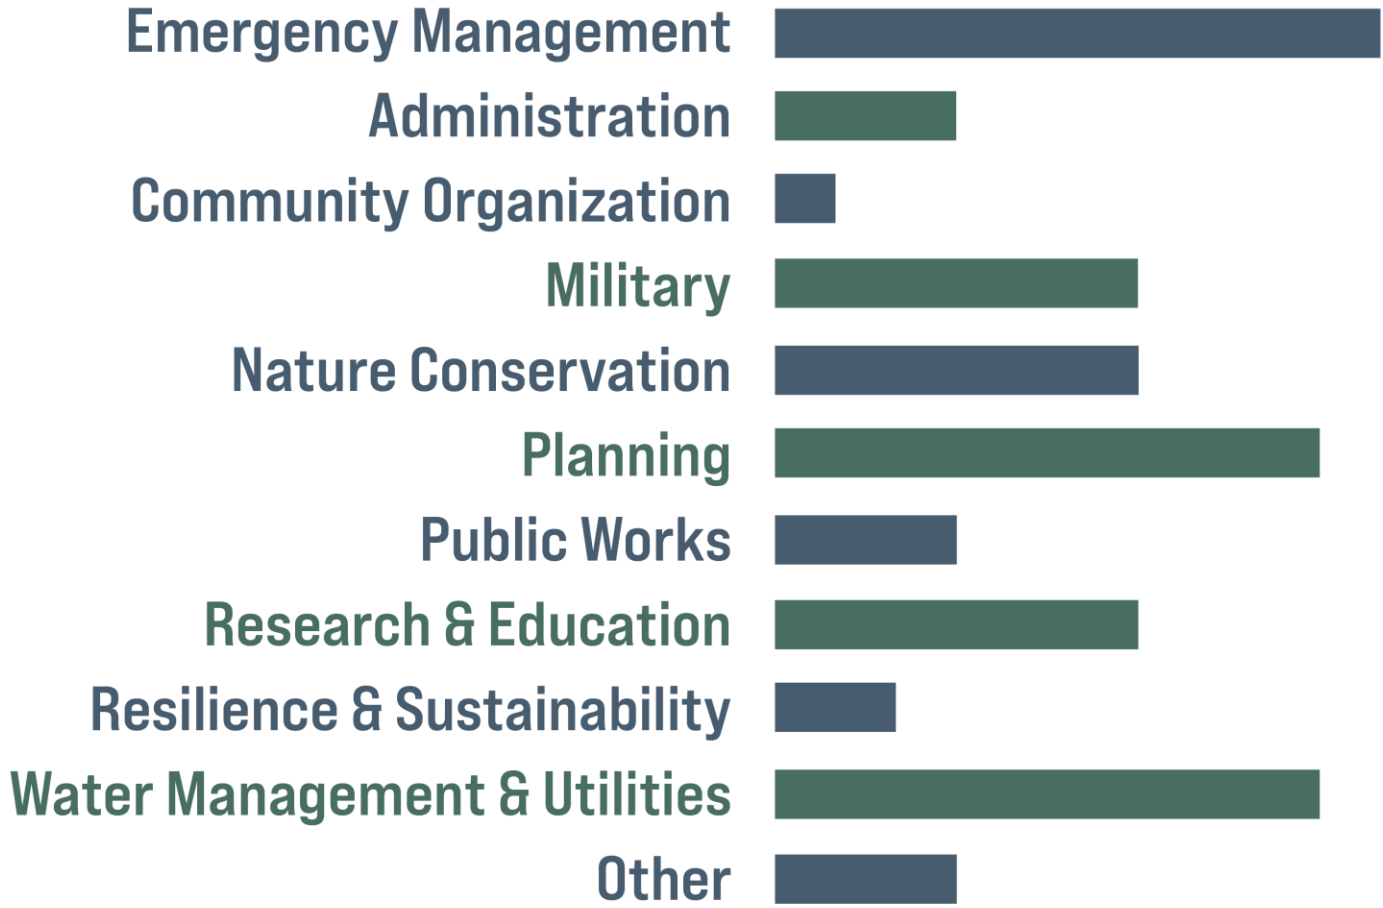 Emergency Management
Administration
Community Organization
Military
Nature Conservation
Planning
Public Works
Research & Education
Resilience & Sustainability
Water Management & Utilities
Other